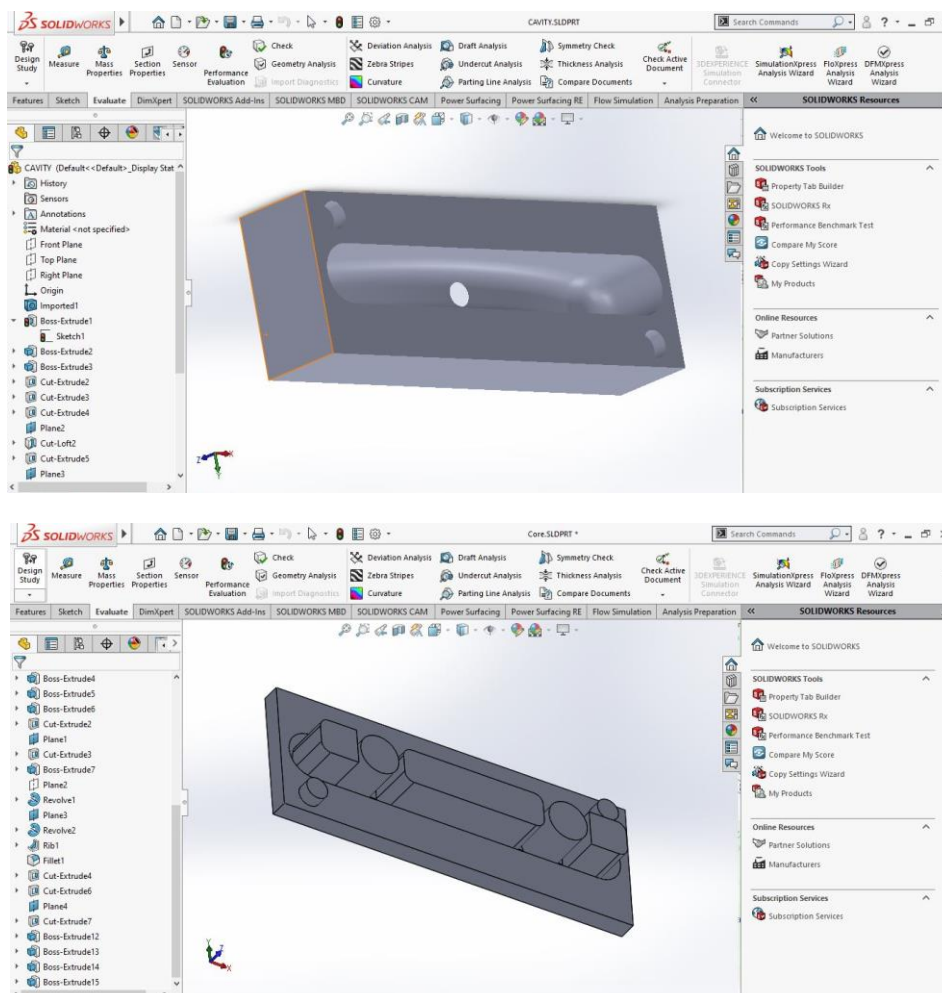 SOLIDWORKS
CAVITY.SLDPRT
Search Commands
Design Study
Measure
Mass Properties
Section Properties
Sensor
Performance Evaluation
Check
Geometry Analysis
Import Diagnostics
Deviation Analysis
Zebra Stripes
Curvature
Draft Analysis
Undercut Analysis
Parting Line Analysis
Symmetry Check
Thickness Analysis
Compare Documents
Check Active Document
3DEXPERIENCE Simulation Connector
SimulationXpress Analysis Wizard
FloXpress Analysis Wizard
DFMXpress Analysis Wizard
Features Sketch Evaluate DimXpert SOLIDWORKS Add-Ins SOLIDWORKS MBD SOLIDWORKS CAM Power Surfacing Power Surfacing RE Flow Simulation Analysis Preparation
CAVITY (Default<<Default>_Display Stat
History
Sensors
Annotations
Material <not specified>
Front Plane
Top Plane
Right Plane
Origin
Imported1
Boss-Extrude1
Sketch1
Boss-Extrude2
Boss-Extrude3
Cut-Extrude2
Cut-Extrude3
Cut-Extrude4
Plane2
Cut-Loft2
Cut-Extrude5
Plane3
Z X Y
SOLIDWORKS Resources
Welcome to SOLIDWORKS
SOLIDWORKS Tools
Property Tab Builder
SOLIDWORKS Rx
Performance Benchmark Test
Compare My Score
Copy Settings Wizard
My Products
Online Resources
Partner Solutions
Manufacturers
Subscription Services
Subscription Services
SOLIDWORKS
Core.SLDPRT *
Search Commands
Design Study
Measure
Mass Properties
Section Properties
Sensor
Performance Evaluation
Check
Geometry Analysis
Import Diagnostics
Deviation Analysis
Zebra Stripes
Curvature
Draft Analysis
Undercut Analysis
Parting Line Analysis
Symmetry Check
Thickness Analysis
Compare Documents
Check Active Document
3DEXPERIENCE Simulation Connector
SimulationXpress Analysis Wizard
FloXpress Analysis Wizard
DFMXpress Analysis Wizard
Features Sketch Evaluate DimXpert SOLIDWORKS Add-Ins SOLIDWORKS MBD SOLIDWORKS CAM Power Surfacing Power Surfacing RE Flow Simulation Analysis Preparation
Boss-Extrude4
Boss-Extrude5
Boss-Extrude6
Cut-Extrude2
Plane1
Cut-Extrude3
Boss-Extrude7
Plane2
Revolve1
Plane3
Revolve2
Rib1
Fillet1
Cut-Extrude4
Cut-Extrude6
Plane4
Cut-Extrude7
Boss-Extrude12
Boss-Extrude13
Boss-Extrude14
Boss-Extrude15
Y Z X
SOLIDWORKS Resources
Welcome to SOLIDWORKS
SOLIDWORKS Tools
Property Tab Builder
SOLIDWORKS Rx
Performance Benchmark Test
Compare My Score
Copy Settings Wizard
My Products
Online Resources
Partner Solutions
Manufacturers
Subscription Services
Subscription Services